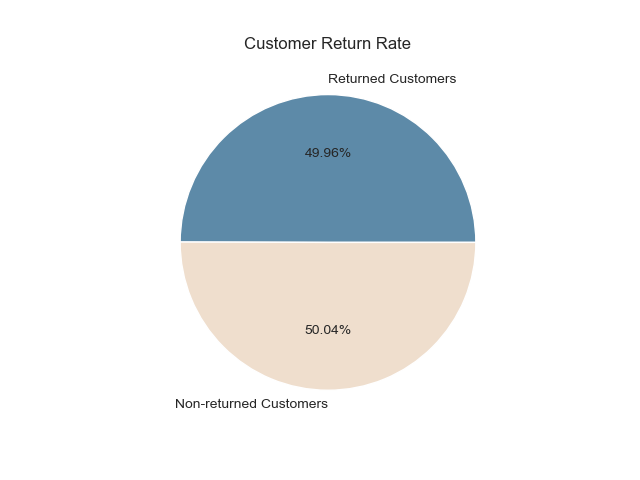 Customer Return Rate
Returned Customers
49.96%
50.04%
Non-returned Customers